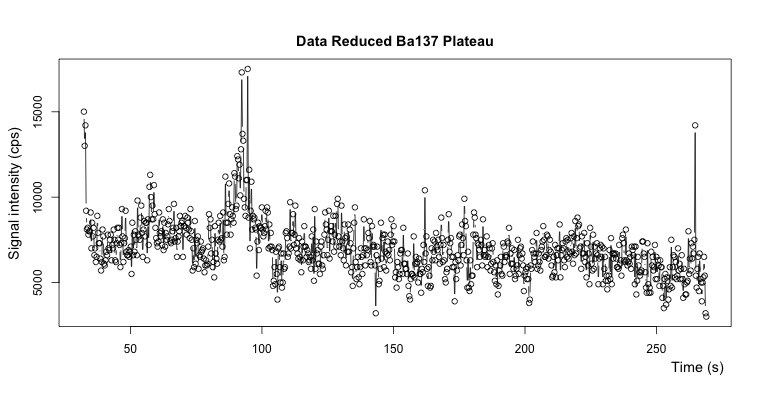 Data Reduced Ba137 Plateau
Signal intensity (cps)
15000
10000
5000
50 100 150 200 250
Time (s)